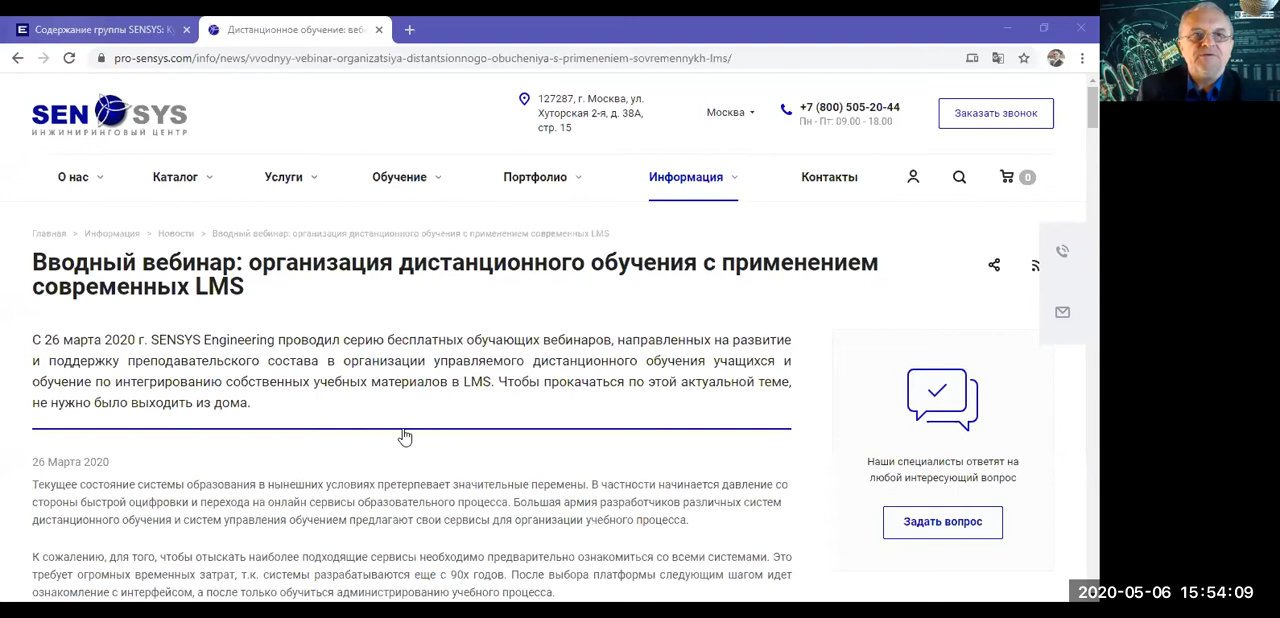 Содержание группы SENSYS: К
Дистанционное обучение: веб
pro-sensys.com/info/news/vvodnyy-vebinar-organizatsiya-distantsionnogo-obucheniya-s-primeneniem-sovremennykh-lms/
SENSYS
ИНЖИНИРИНГОВЫЙ ЦЕНТР
127287, г. Москва, ул.
Хуторская 2-я, д. 38А,
стр. 15
Москва
+7 (800) 505-20-44
Пн - Пт: 09.00 - 18.00
Заказать звонок
О нас
Каталог
Услуги
Обучение
Портфолио
Информация
Контакты
0
Главная > Информация > Новости > Вводный вебинар: организация дистанционного обучения с применением современных LMS
Вводный вебинар: организация дистанционного обучения с применением
современных LMS
С 26 марта 2020 г. SENSYS Engineering проводил серию бесплатных обучающих вебинаров, направленных на развитие
и поддержку преподавательского состава в организации управляемого дистанционного обучения учащихся и
обучение по интегрированию собственных учебных материалов в LMS. Чтобы прокачаться по этой актуальной теме,
не нужно было выходить из дома.
26 Марта 2020
Текущее состояние системы образования в нынешних условиях претерпевает значительные перемены. В частности начинается давление со
стороны быстрой оцифровки и перехода на онлайн сервисы образовательного процесса. Большая армия разработчиков различных систем
дистанционного обучения и систем управления обучением предлагают свои сервисы для организации учебного процесса.
К сожалению, для того, чтобы отыскать наиболее подходящие сервисы необходимо предварительно ознакомиться со всеми системами. Это
требует огромных временных затрат, т.к. системы разрабатываются еще с 90х годов. После выбора платформы следующим шагом идет
ознакомление с интерфейсом, а после только обучиться администрированию учебного процесса.
Наши специалисты ответят на
любой интересующий вопрос
Задать вопрос
2020-05-06 15:54:09